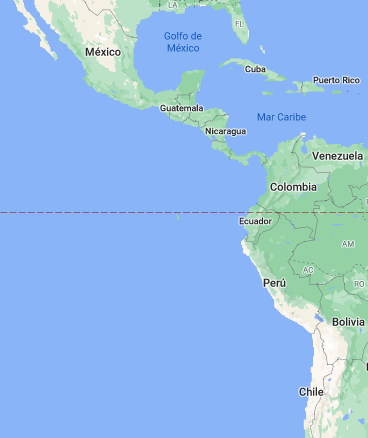 LA
FL
Golfo de
México
México
Cuba
Puerto Rico
Guatemala
Mar Caribe
Nicaragua
Venezuela
Colombia
Ecuador
AM
AC
Perú
RO
Bolivia
Chile